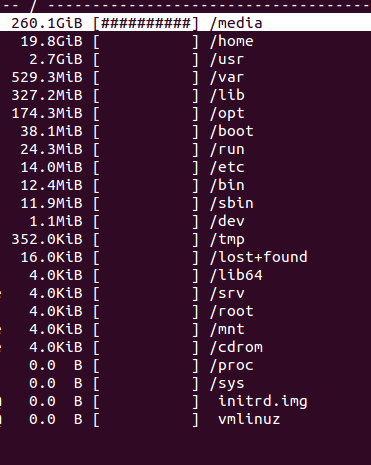 -- / --------------------------------------
260.1GiB [##########] /media
19.8GiB [          ] /home
2.7GiB [          ] /usr
529.3MiB [          ] /var
327.2MiB [          ] /lib
174.3MiB [          ] /opt
38.1MiB [          ] /boot
24.3MiB [          ] /run
14.0MiB [          ] /etc
12.4MiB [          ] /bin
11.9MiB [          ] /sbin
1.1MiB [          ] /dev
352.0KiB [          ] /tmp
16.0KiB [          ] /lost+found
4.0KiB [          ] /lib64
4.0KiB [          ] /srv
4.0KiB [          ] /root
4.0KiB [          ] /mnt
4.0KiB [          ] /cdrom
0.0  B [          ] /proc
0.0  B [          ] /sys
0.0  B [          ]  initrd.img
0.0  B [          ]  vmlinuz